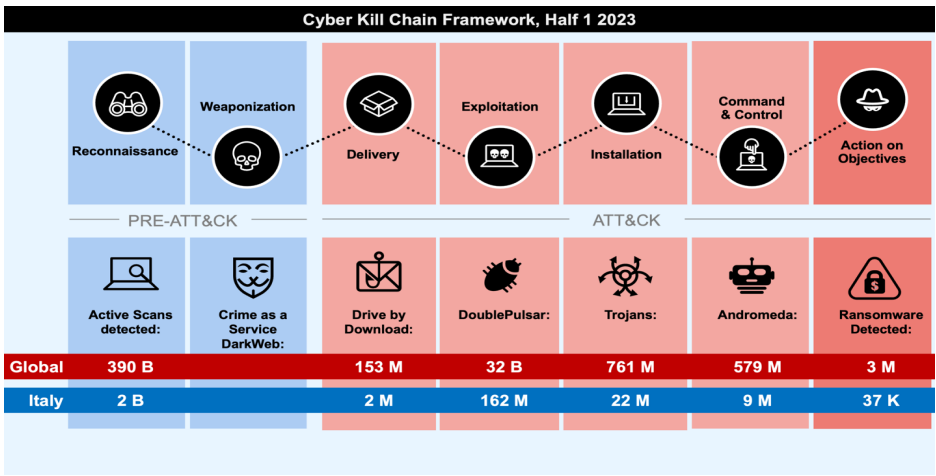 Cyber Kill Chain Framework, Half 1 2023
Reconnaissance
Weaponization
Delivery
Exploitation
Installation
Command
& Control
Action on
Objectives
PRE-ATT&CK
ATT&CK
Active Scans
detected:
Crime as a
Service
DarkWeb:
Drive by
Download:
DoublePulsar:
Trojans:
Andromeda:
Ransomware
Detected:
Global 390 B 153 M 32 B 761 M 579 M 3 M
Italy 2 B 2 M 162 M 22 M 9 M 37 K